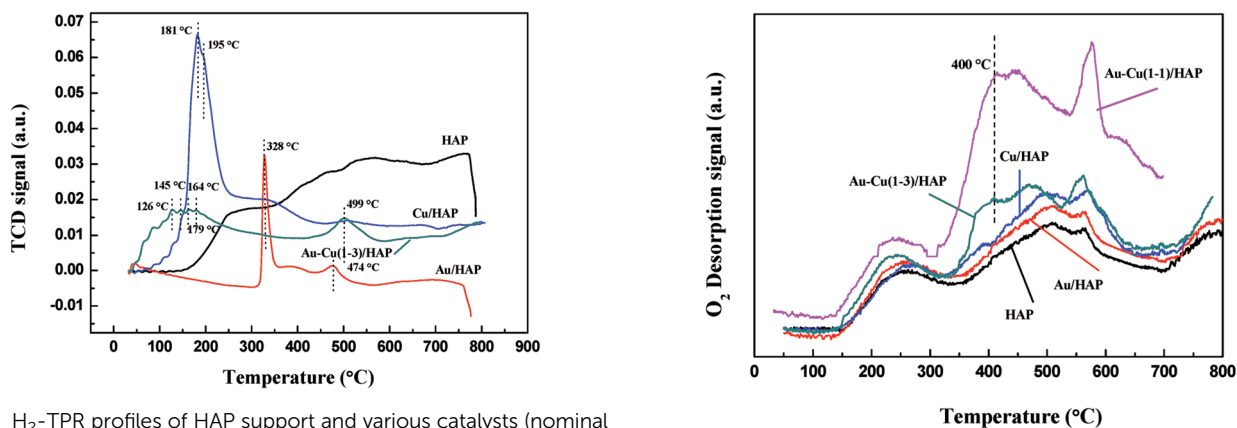 0.07
0.06
0.05
0.04
0.03
0.02
0.01
0.00
-0.01
TCD signal (a.u.)
181 °C
195 °C
328 °C
HAP
145 °C 164 °C
126 °C
179 °C
499 °C
Cu/HAP
Au-Cu(1-3)/HAP
474 °C
Au/HAP
0 100 200 300 400 500 600 700 800 900
Temperature (°C)
H₂-TPR profiles of HAP support and various catalysts (nominal
O₂ Desorption signal (a.u.)
400 °C
Au-Cu(1-1)/HAP
Cu/HAP
Au-Cu(1-3)/HAP
Au/HAP
HAP
0 100 200 300 400 500 600 700 800
Temperature (°C)